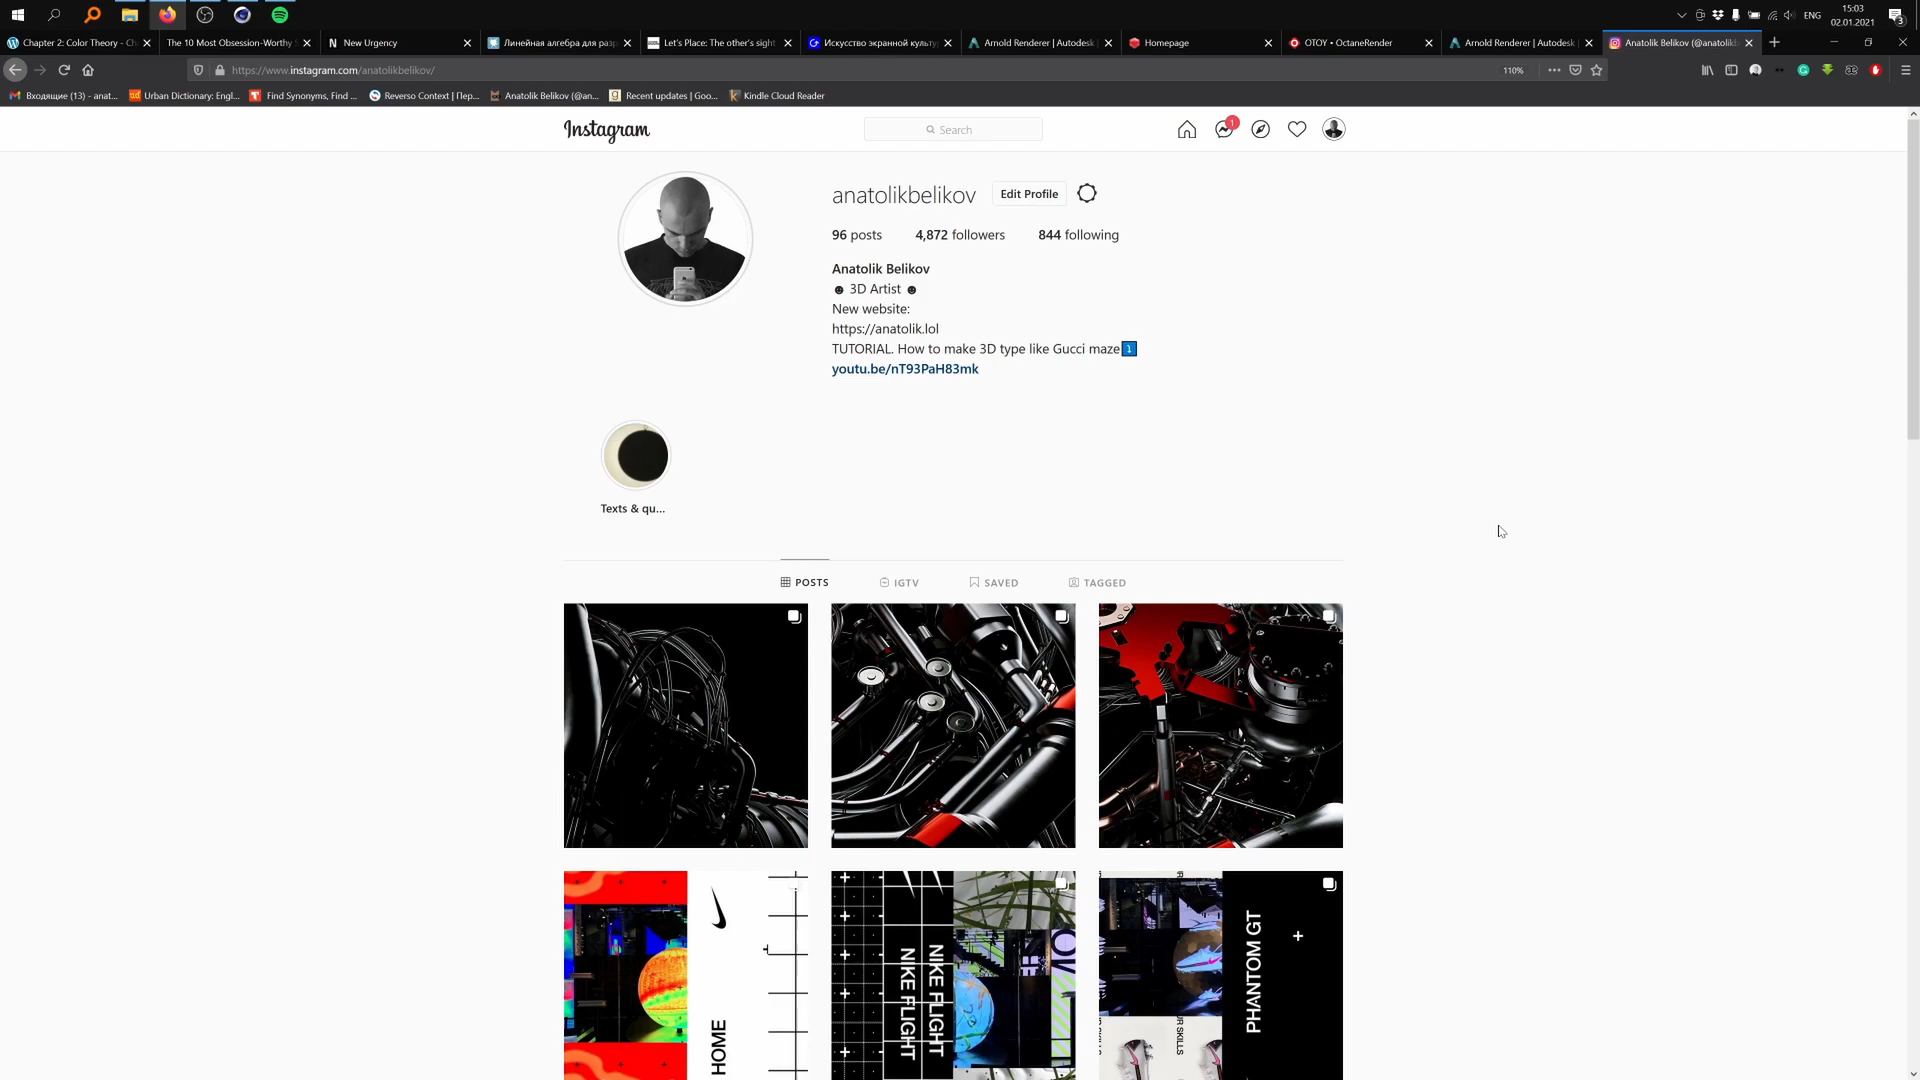 15:03
ENG
02.01.2021
3
Chapter 2: Color Theory - Ch
The 10 Most Obsession-Worthy
New Urgency
Линейная алгебра для раз
Let's Place: The other's sight
Искусство экранной культу
Arnold Renderer | Autodesk
Homepage
OTOY • OctaneRender
Arnold Renderer | Autodesk
Anatolik Belikov (@anatolikb
https://www.instagram.com/anatolikbelikov/
110%
Входящие (13) - anat...
Urban Dictionary: Engl...
Find Synonyms, Find ...
Reverso Context | Пер...
Anatolik Belikov (@an...
Recent updates | Goo...
Kindle Cloud Reader
Instagram
Search
1
anatolikbelikov
Edit Profile
96 posts
4,872 followers
844 following
Anatolik Belikov
☻ 3D Artist ☻
New website:
https://anatolik.lol
TUTORIAL. How to make 3D type like Gucci maze⤵
youtu.be/nT93PaH83mk
Texts & qu...
POSTS
IGTV
SAVED
TAGGED
HOME
NIKE FLIGHT
NIKE FLIGHT
PHANTOM GT